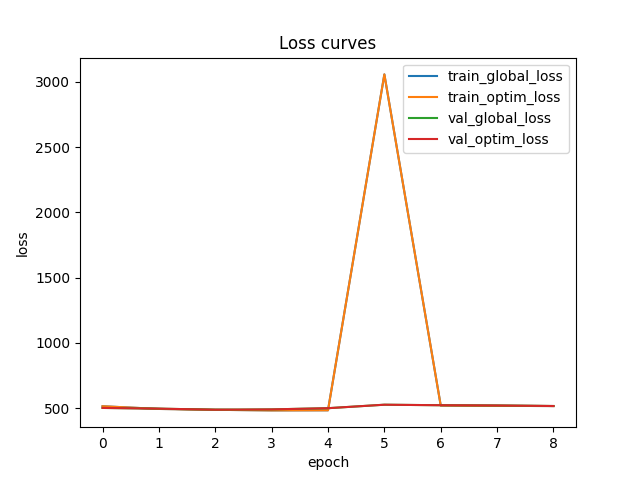 Loss curves
train_global_loss
train_optim_loss
val_global_loss
val_optim_loss
3000
2500
2000
1500
1000
500
loss
0 1 2 3 4 5 6 7 8
epoch